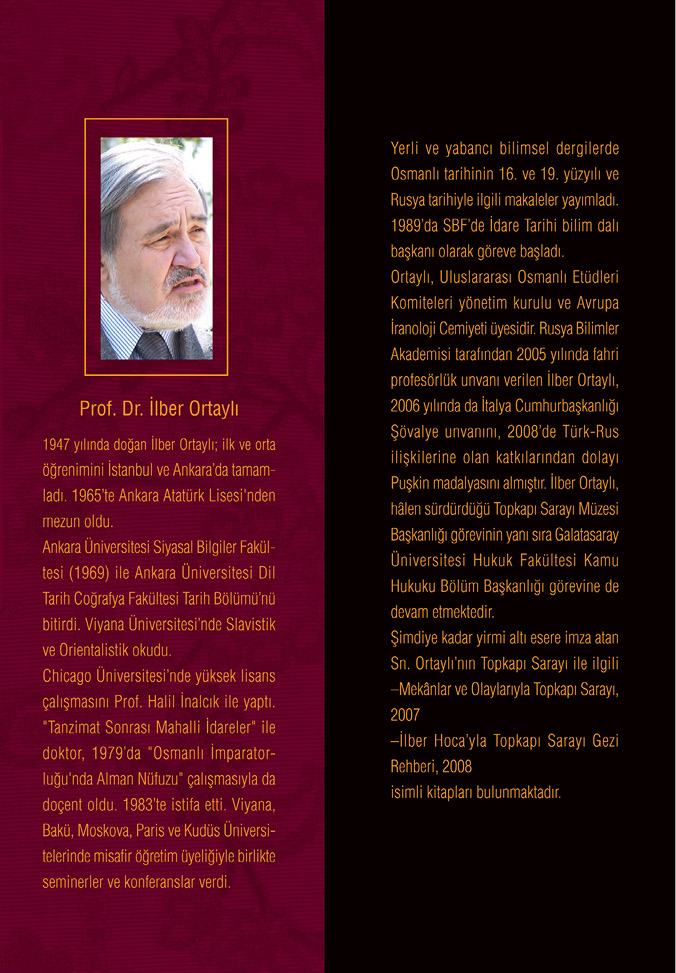 Prof. Dr. İlber Ortaylı
1947 yılında doğan İlber Ortaylı; ilk ve orta
öğrenimini İstanbul ve Ankara'da tamam-
ladı. 1965'te Ankara Atatürk Lisesi'nden
mezun oldu.
Ankara Üniversitesi Siyasal Bilgiler Fakül-
tesi (1969) ile Ankara Üniversitesi Dil
Tarih Coğrafya Fakültesi Tarih Bölümü'nü
bitirdi. Viyana Üniversitesi'nde Slavistik
ve Orientalistik okudu.
Chicago Üniversitesi'nde yüksek lisans
çalışmasını Prof. Halil İnalcık ile yaptı.
"Tanzimat Sonrası Mahalli İdareler" ile
doktor, 1979'da "Osmanlı İmparator-
luğu'nda Alman Nüfuzu" çalışmasıyla da
doçent oldu. 1983'te istifa etti. Viyana,
Bakü, Moskova, Paris ve Kudüs Üniversi-
telerinde misafir öğretim üyeliğiyle birlikte
seminerler ve konferanslar verdi.
Yerli ve yabancı bilimsel dergilerde
Osmanlı tarihinin 16. ve 19. yüzyılı ve
Rusya tarihiyle ilgili makaleler yayımladı.
1989'da SBF'de İdare Tarihi bilim dalı
başkanı olarak göreve başladı.
Ortaylı, Uluslararası Osmanlı Etüdleri
Komiteleri yönetim kurulu ve Avrupa
İranoloji Cemiyeti üyesidir. Rusya Bilimler
Akademisi tarafından 2005 yılında fahri
profesörlük unvanı verilen İlber Ortaylı,
2006 yılında da İtalya Cumhurbaşkanlığı
Şövalye unvanını, 2008'de Türk-Rus
ilişkilerine olan katkılarından dolayı
Puşkin madalyasını almıştır. İlber Ortaylı,
hâlen sürdürdüğü Topkapı Sarayı Müzesi
Başkanlığı görevinin yanı sıra Galatasaray
Üniversitesi Hukuk Fakültesi Kamu
Hukuku Bölüm Başkanlığı görevine de
devam etmektedir.
Şimdiye kadar yirmi altı esere imza atan
Sn. Ortaylı'nın Topkapı Sarayı ile ilgili
–Mekânlar ve Olaylarıyla Topkapı Sarayı,
2007
–İlber Hoca'yla Topkapı Sarayı Gezi
Rehberi, 2008
isimli kitapları bulunmaktadır.